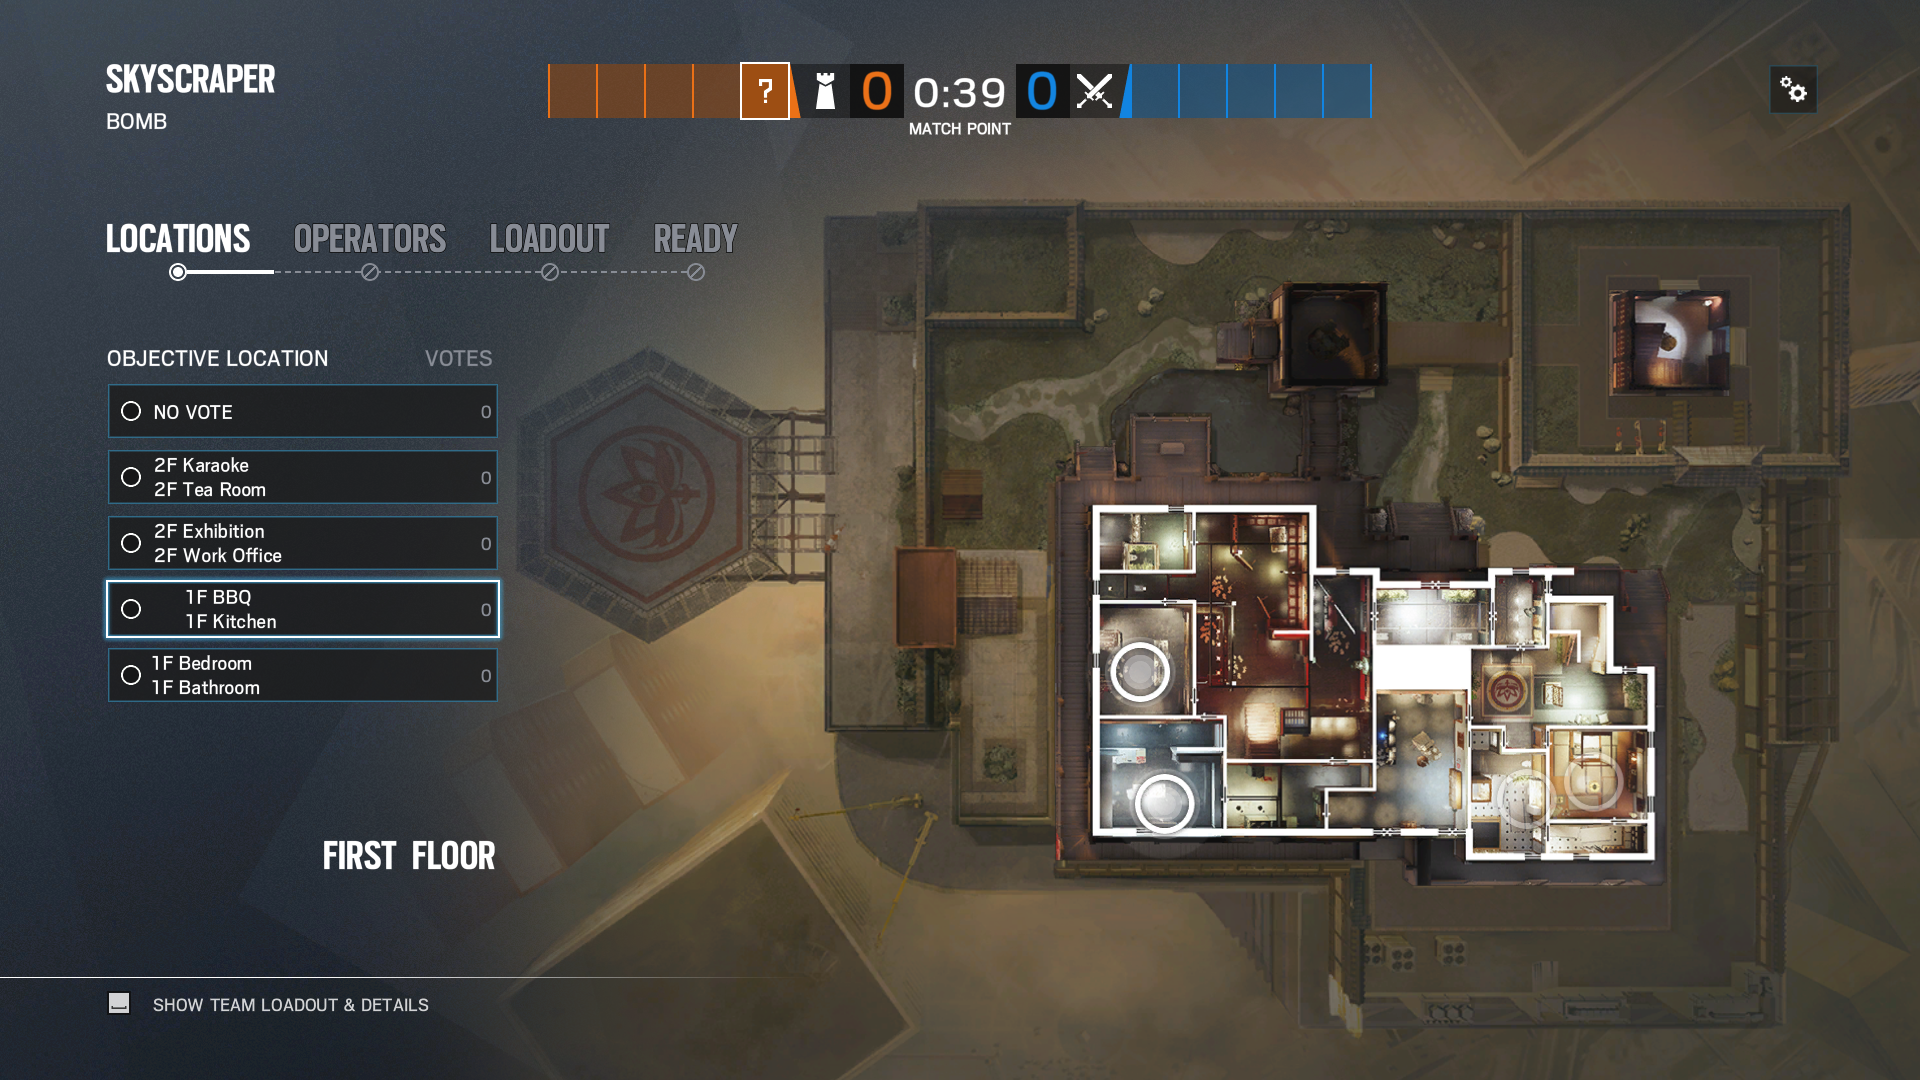 SKYSCRAPER
BOMB
?
0
0:39
0
MATCH POINT
LOCATIONS
OPERATORS
LOADOUT
READY
OBJECTIVE LOCATION
VOTES
NO VOTE
0
2F Karaoke
2F Tea Room
0
2F Exhibition
2F Work Office
0
1F BBQ
1F Kitchen
0
1F Bedroom
1F Bathroom
0
FIRST FLOOR
SHOW TEAM LOADOUT & DETAILS